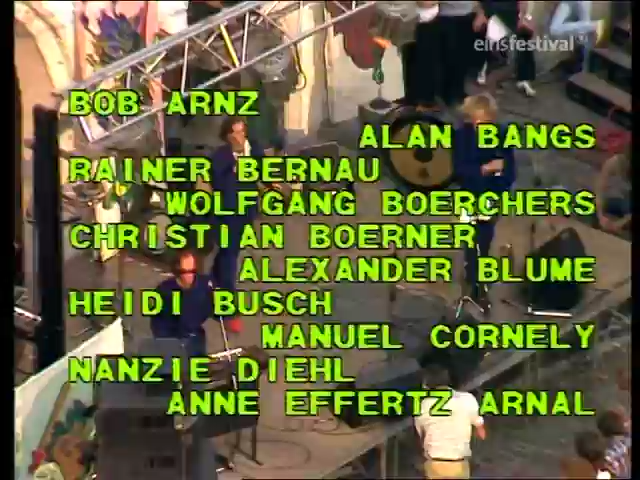 einsfestival
BOB ARNZ
ALAN BANGS
RAINER BERNAU
WOLFGANG BOERCHERS
CHRISTIAN BOERNER
ALEXANDER BLUME
HEIDI BUSCH
MANUEL CORNELY
NANZIE DIEHL
ANNE EFFERTZ ARNAL